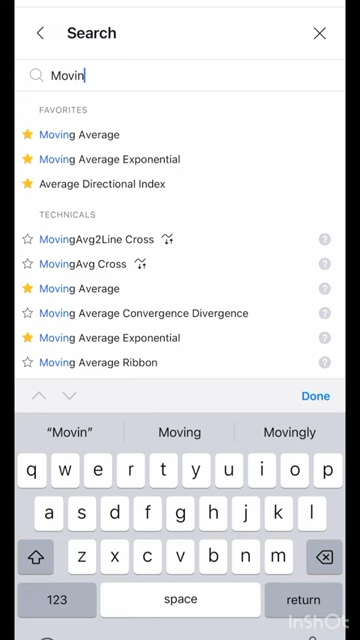 Search
Movin
FAVORITES
Moving Average
Moving Average Exponential
Average Directional Index
TECHNICALS
MovingAvg2Line Cross
?
MovingAvg Cross
?
Moving Average
?
Moving Average Convergence Divergence
?
Moving Average Exponential
?
Moving Average Ribbon
?
Done
“Movin” Moving Movingly
q w e r t y u i o p
a s d f g h j k l
z x c v b n m
123 space return
InShOt